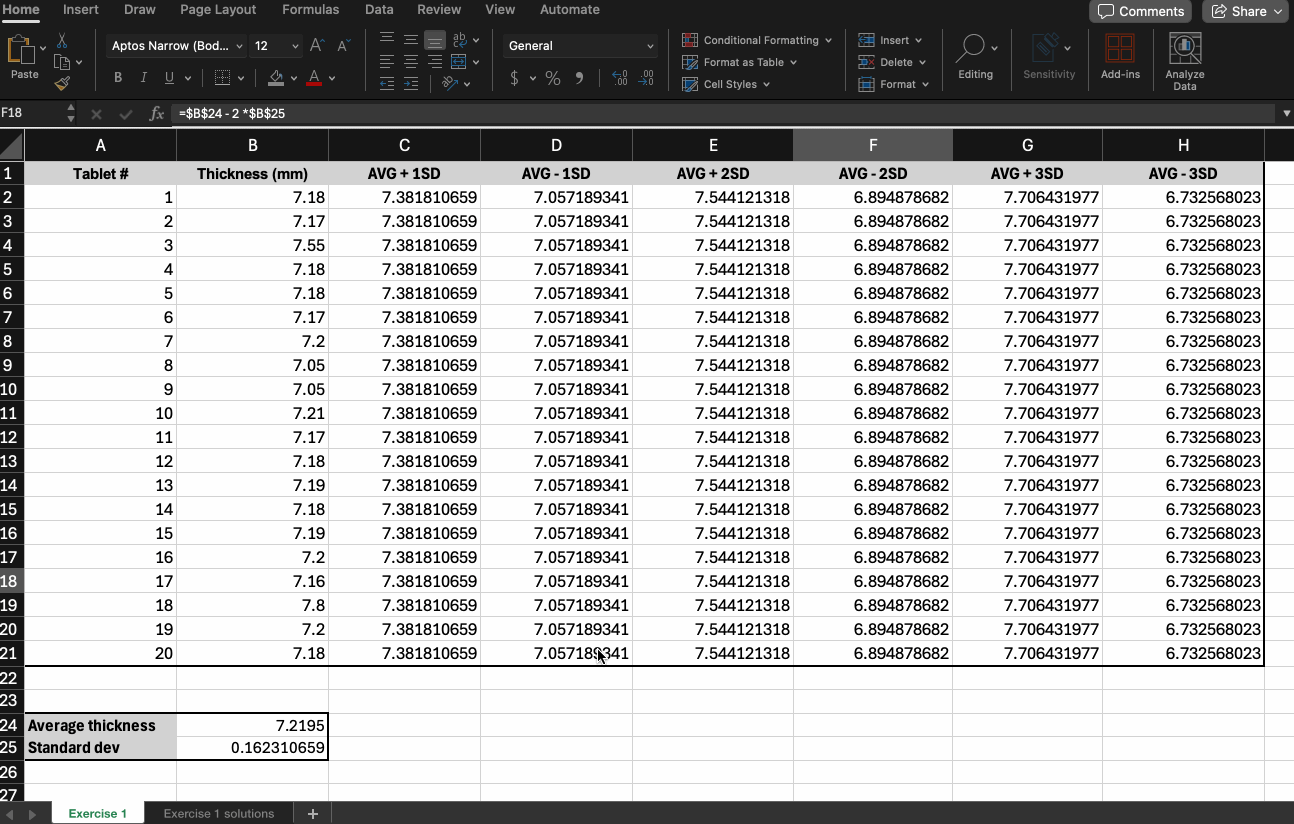 Home Insert Draw Page Layout Formulas Data Review View Automate Comments Share
Paste Aptos Narrow (Bod... 12 A A B I U A ab General $ % 9 .00 Conditional Formatting Format as Table Cell Styles Insert Delete Format Editing Sensitivity Add-ins Analyze Data
F18 fx =$B$24 - 2 *$B$25
A B C D E F G H
1 Tablet # Thickness (mm) AVG + 1SD AVG - 1SD AVG + 2SD AVG - 2SD AVG + 3SD AVG - 3SD
2 1 7.18 7.381810659 7.057189341 7.544121318 6.894878682 7.706431977 6.732568023
3 2 7.17 7.381810659 7.057189341 7.544121318 6.894878682 7.706431977 6.732568023
4 3 7.55 7.381810659 7.057189341 7.544121318 6.894878682 7.706431977 6.732568023
5 4 7.18 7.381810659 7.057189341 7.544121318 6.894878682 7.706431977 6.732568023
6 5 7.18 7.381810659 7.057189341 7.544121318 6.894878682 7.706431977 6.732568023
7 6 7.17 7.381810659 7.057189341 7.544121318 6.894878682 7.706431977 6.732568023
8 7 7.2 7.381810659 7.057189341 7.544121318 6.894878682 7.706431977 6.732568023
9 8 7.05 7.381810659 7.057189341 7.544121318 6.894878682 7.706431977 6.732568023
10 9 7.05 7.381810659 7.057189341 7.544121318 6.894878682 7.706431977 6.732568023
11 10 7.21 7.381810659 7.057189341 7.544121318 6.894878682 7.706431977 6.732568023
12 11 7.17 7.381810659 7.057189341 7.544121318 6.894878682 7.706431977 6.732568023
13 12 7.18 7.381810659 7.057189341 7.544121318 6.894878682 7.706431977 6.732568023
14 13 7.19 7.381810659 7.057189341 7.544121318 6.894878682 7.706431977 6.732568023
15 14 7.18 7.381810659 7.057189341 7.544121318 6.894878682 7.706431977 6.732568023
16 15 7.19 7.381810659 7.057189341 7.544121318 6.894878682 7.706431977 6.732568023
17 16 7.2 7.381810659 7.057189341 7.544121318 6.894878682 7.706431977 6.732568023
18 17 7.16 7.381810659 7.057189341 7.544121318 6.894878682 7.706431977 6.732568023
19 18 7.8 7.381810659 7.057189341 7.544121318 6.894878682 7.706431977 6.732568023
20 19 7.2 7.381810659 7.057189341 7.544121318 6.894878682 7.706431977 6.732568023
21 20 7.18 7.381810659 7.057189341 7.544121318 6.894878682 7.706431977 6.732568023
22
23
24 Average thickness 7.2195
25 Standard dev 0.162310659
26
27
Exercise 1 Exercise 1 solutions +